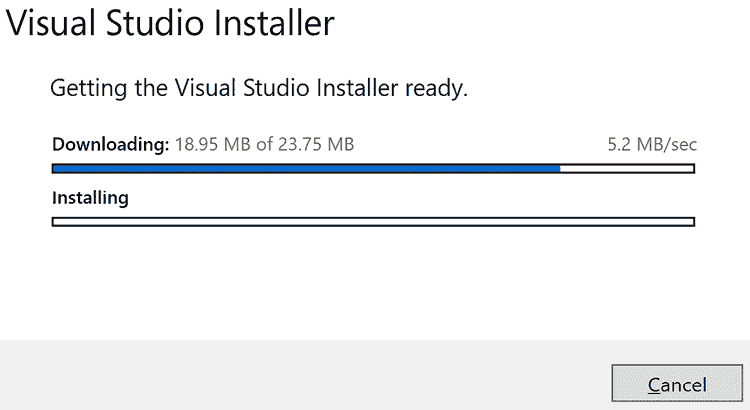 Visual Studio Installer
Getting the Visual Studio Installer ready.
Downloading: 18.95 MB of 23.75 MB 5.2 MB/sec
Installing
Cancel